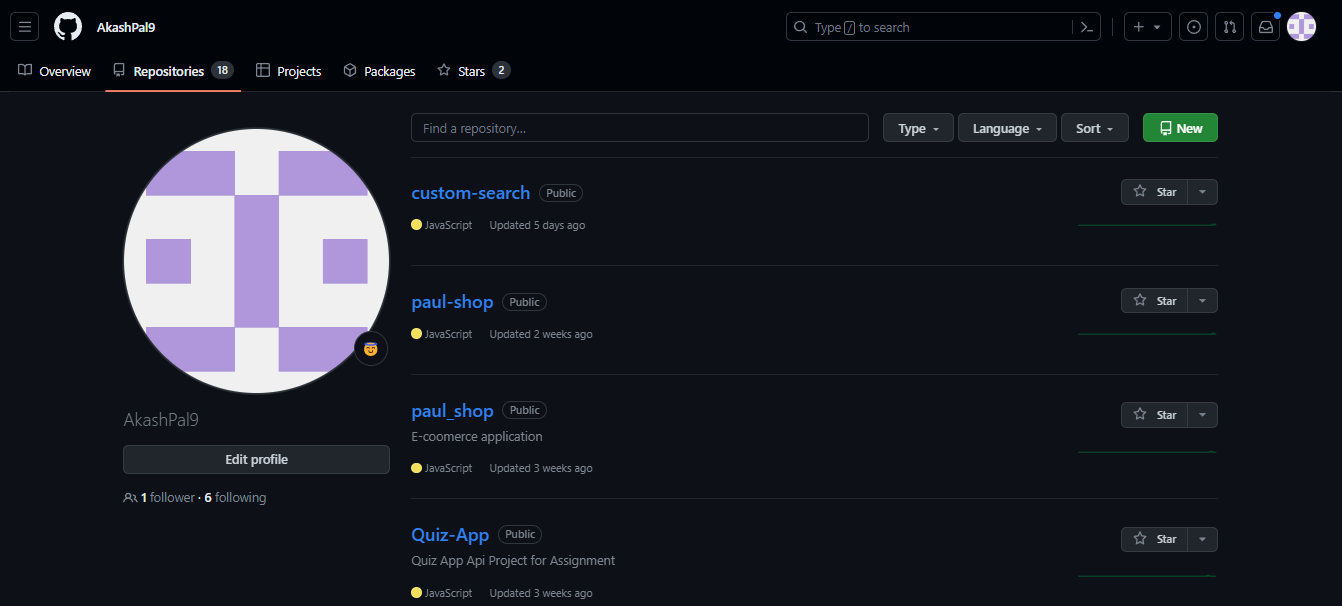 AkashPal9
Type / to search
Overview
Repositories 18
Projects
Packages
Stars 2
Find a repository...
Type
Language
Sort
New
custom-search Public
Star
JavaScript Updated 5 days ago
paul-shop Public
Star
JavaScript Updated 2 weeks ago
paul_shop Public
Star
E-coomerce application
JavaScript Updated 3 weeks ago
Quiz-App Public
Star
Quiz App Api Project for Assignment
JavaScript Updated 3 weeks ago
AkashPal9
Edit profile
1 follower · 6 following